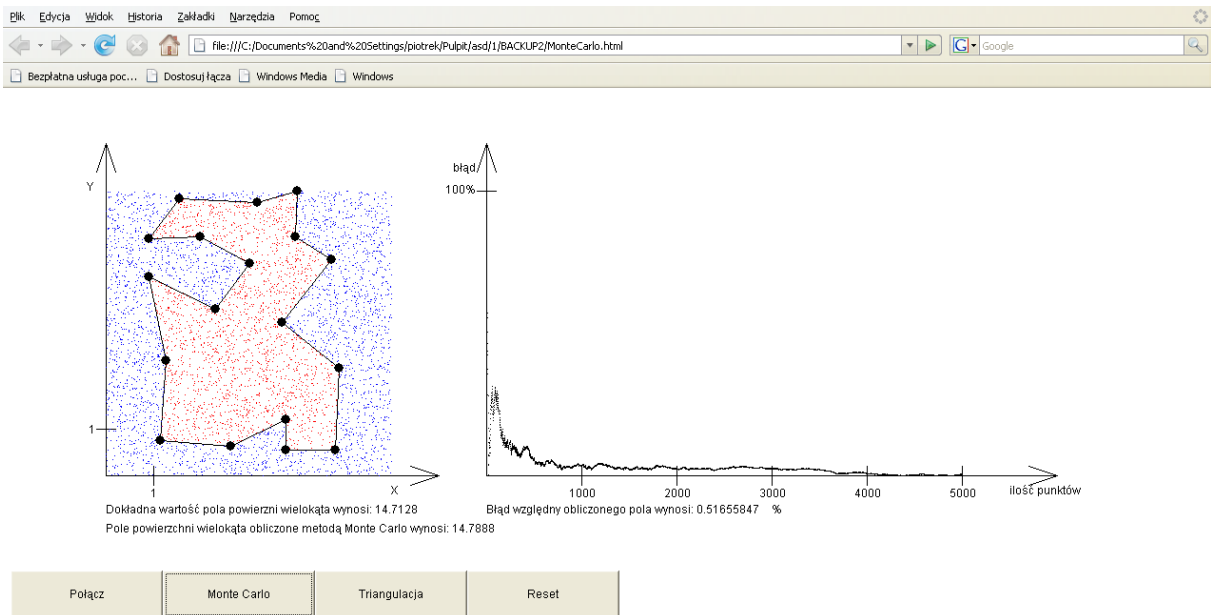 Plik Edycja Widok Historia Zakładki Narzędzia Pomoc
file:///C:/Documents%20and%20Settings/piotrek/Pulpit/asd/1/BACKUP2/MonteCarlo.html
G Google
Bezpłatna usługa poc... Dostosuj łącza Windows Media Windows
Y
1
1
X
błąd
100%
1000 2000 3000 4000 5000
ilość punktów
Dokładna wartość pola powierzni wielokąta wynosi: 14.7128
Pole powierzchni wielokąta obliczone metodą Monte Carlo wynosi: 14.7888
Błąd względny obliczonego pola wynosi: 0.51655847 %
Połącz Monte Carlo Triangulacja Reset